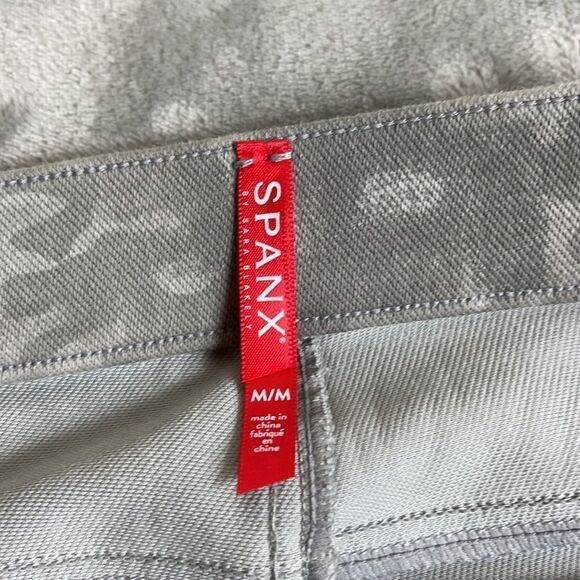 SPANX®
BY SARA BLAKELY
M/M
made in
china
fabriqué
en
chine